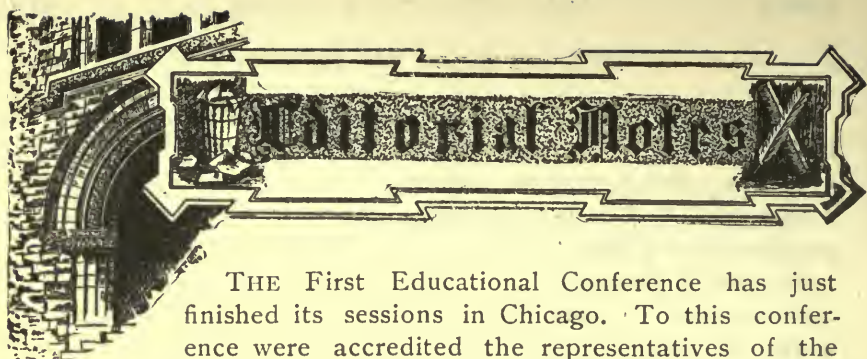 Editorial Notes
THE First Educational Conference has just
finished its sessions in Chicago. To this confer-
ence were accredited the representatives of the